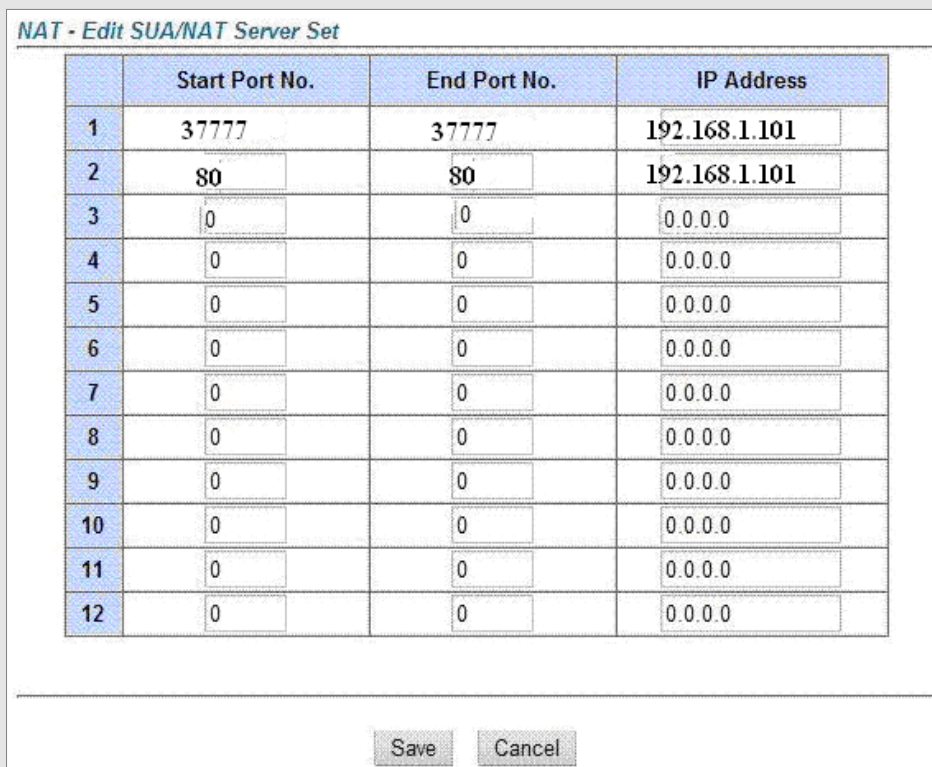 NAT - Edit SUA/NAT Server Set
Start Port No. End Port No. IP Address
1 37777 37777 192.168.1.101
2 80 80 192.168.1.101
3 0 0 0.0.0.0
4 0 0 0.0.0.0
5 0 0 0.0.0.0
6 0 0 0.0.0.0
7 0 0 0.0.0.0
8 0 0 0.0.0.0
9 0 0 0.0.0.0
10 0 0 0.0.0.0
11 0 0 0.0.0.0
12 0 0 0.0.0.0
Save Cancel